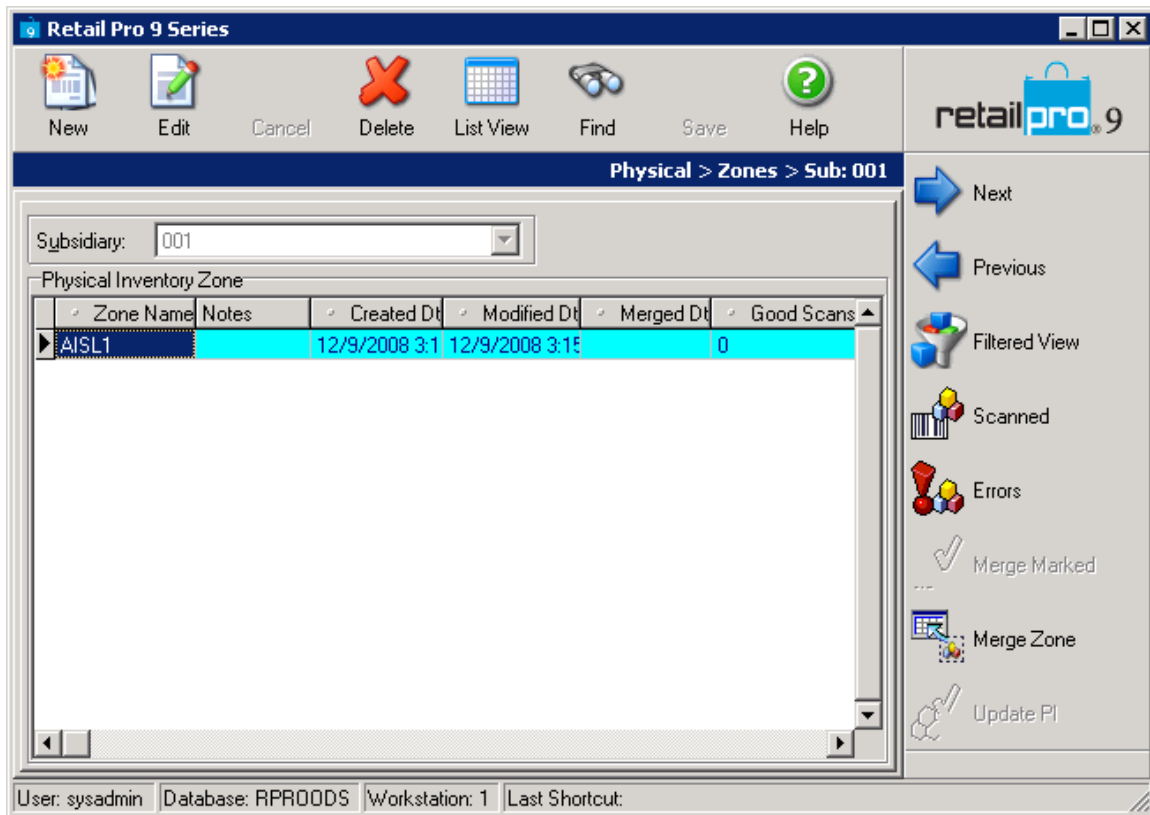 Retail Pro 9 Series
New Edit Cancel Delete List View Find Save Help
retailpro® 9
Physical > Zones > Sub: 001
Subsidiary: 001
Physical Inventory Zone
Zone Name Notes Created Dt Modified Dt Merged Dt Good Scans
AISL1 12/9/2008 3:1 12/9/2008 3:15 0
Next
Previous
Filtered View
Scanned
Errors
Merge Marked
Merge Zone
Update PI
User: sysadmin Database: RPROODS Workstation: 1 Last Shortcut: